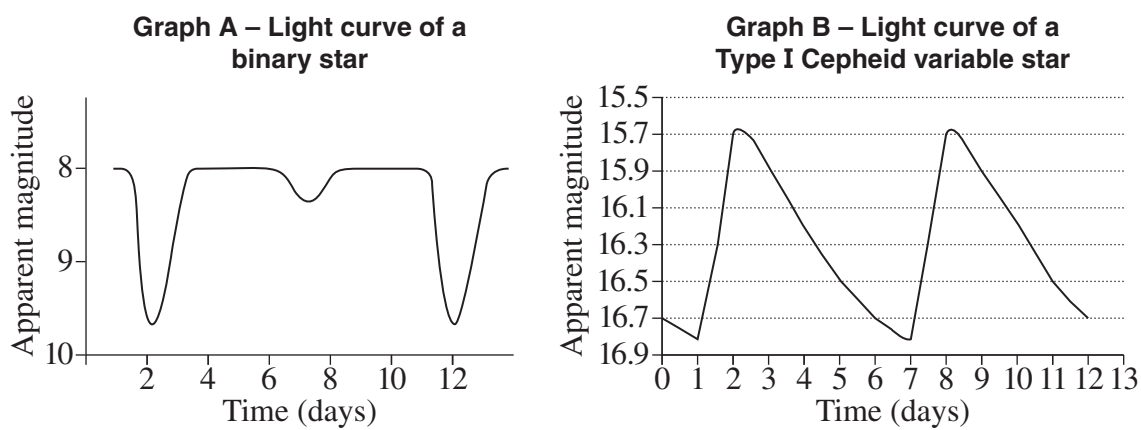 Graph A – Light curve of a
binary star
Apparent magnitude
8
9
10
2 4 6 8 10 12
Time (days)
Graph B – Light curve of a
Type I Cepheid variable star
Apparent magnitude
15.5
15.7
15.9
16.1
16.3
16.5
16.7
16.9
0 1 2 3 4 5 6 7 8 9 10 11 12 13
Time (days)